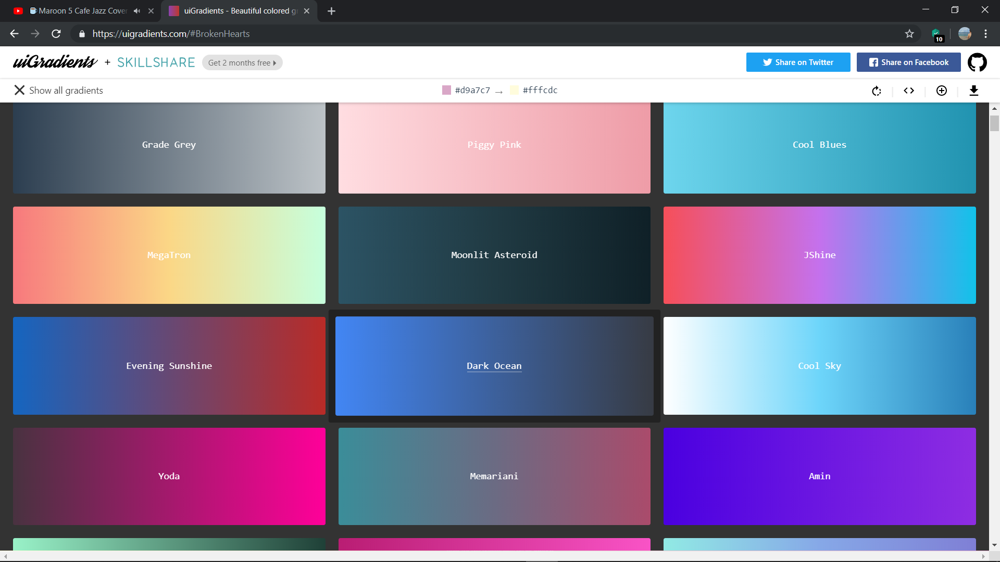 Maroon 5 Cafe Jazz Cover
uiGradients - Beautiful colored gr
https://uigradients.com/#BrokenHearts
10
uiGradients + SKILLSHARE Get 2 months free
Share on Twitter
Share on Facebook
Show all gradients
#d9a7c7 → #fffcdc
Grade Grey
Piggy Pink
Cool Blues
MegaTron
Moonlit Asteroid
JShine
Evening Sunshine
Dark Ocean
Cool Sky
Yoda
Memariani
Amin